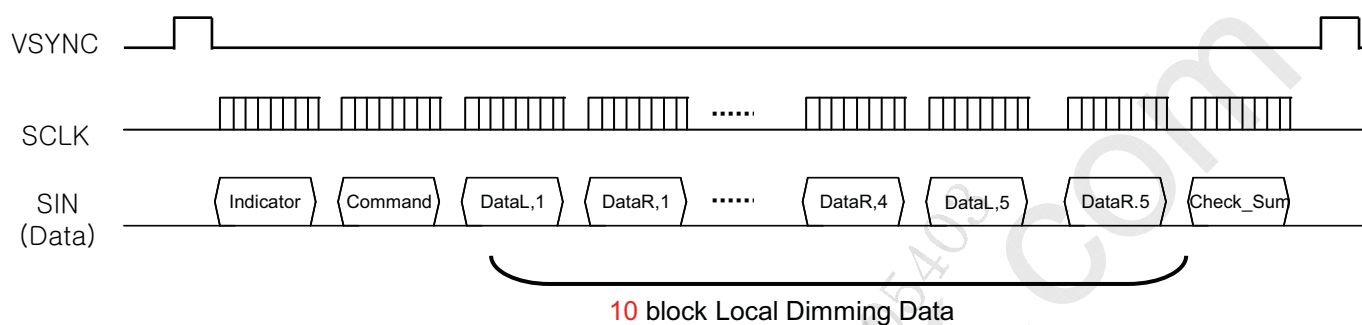 VSYNC
SCLK
......
SIN
(Data)
Indicator
Command
DataL,1
DataR,1
......
DataR,4
DataL,5
DataR.5
Check_Sum
10 block Local Dimming Data
com